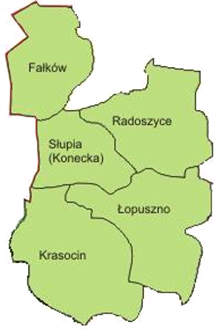 Fałków
Radoszyce
Słupia
(Konecka)
Łopuszno
Krasocin